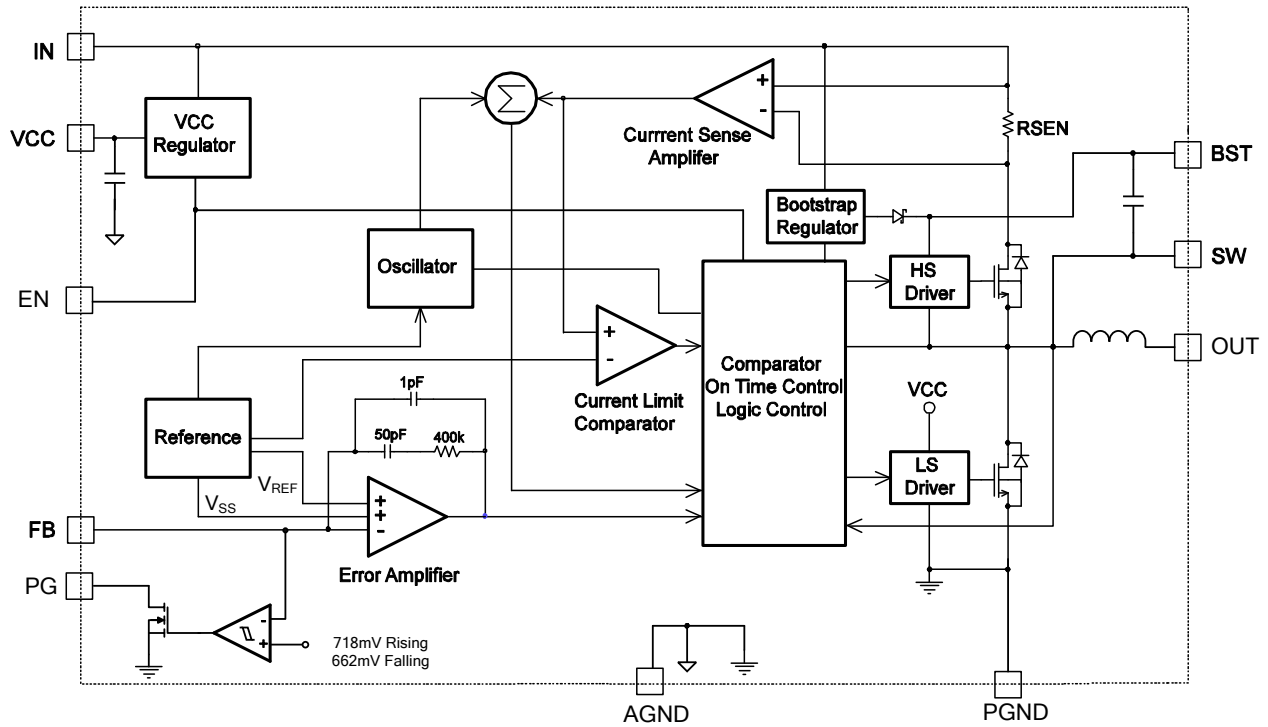 IN
VCC
Regulator
VCC
Σ
+
-
Currrent Sense
Amplifer
RSEN
BST
Bootstrap
Regulator
SW
Oscillator
HS
Driver
EN
+
-
Current Limit
Comparator
Comparator
On Time Control
Logic Control
OUT
1pF
50pF
400k
VCC
Reference
LS
Driver
VREF
VSS
+
+
-
FB
Error Amplifier
PG
-
+
718mV Rising
662mV Falling
AGND
PGND